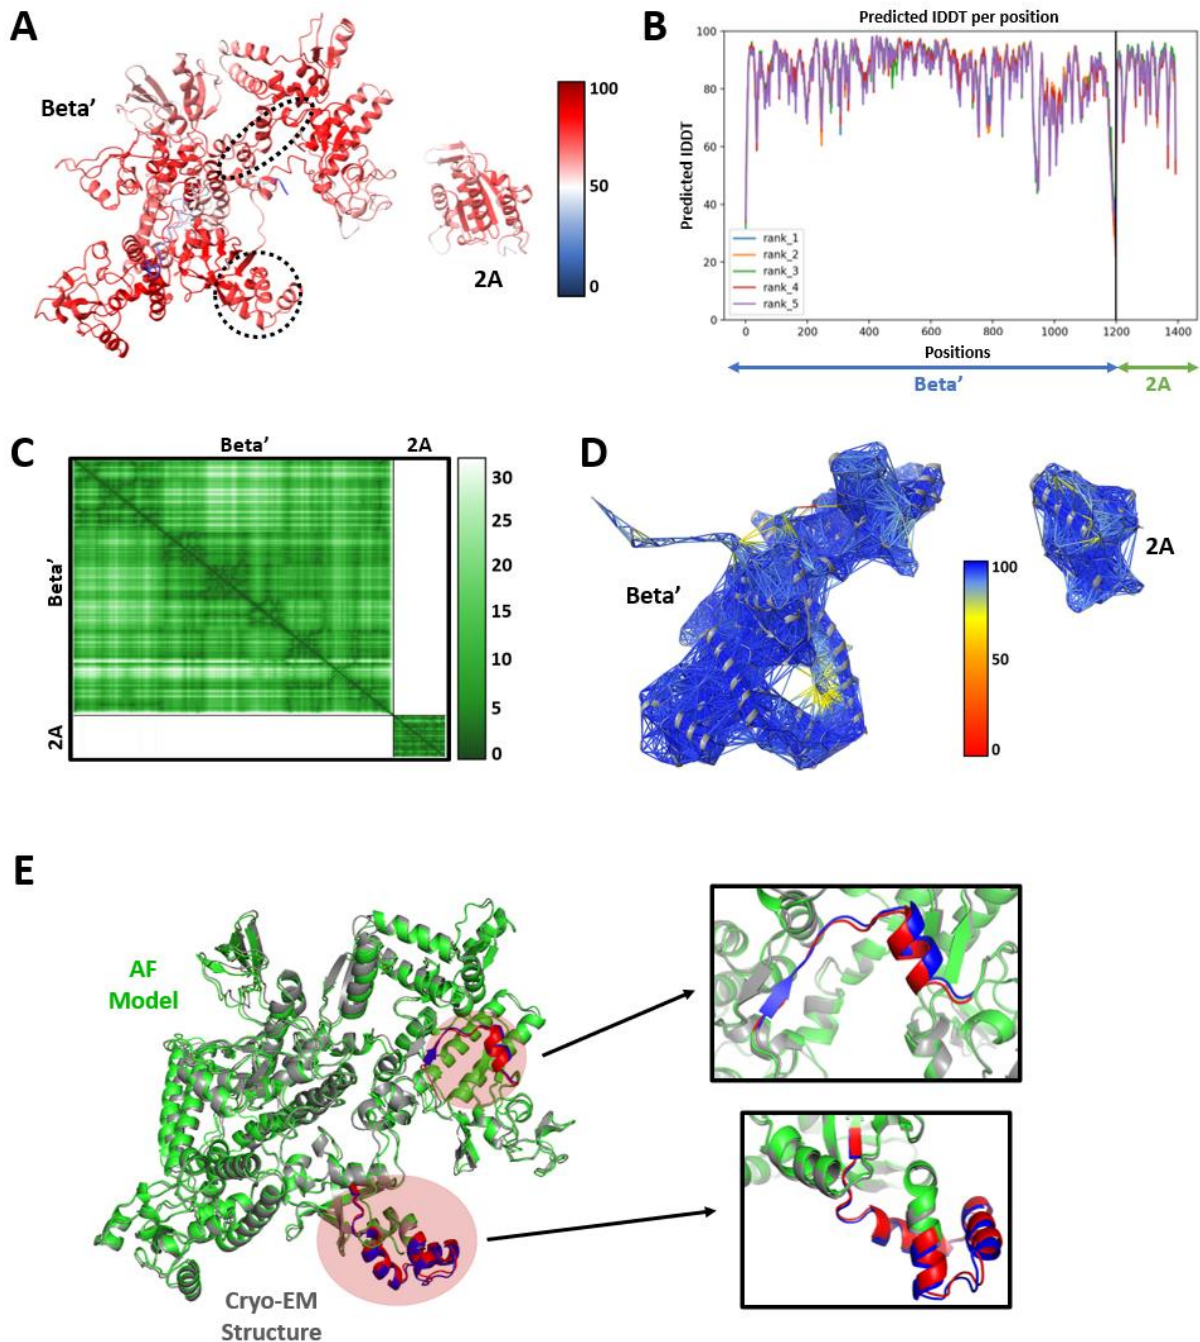 A
Beta’
2A
100
50
0
B
Predicted lDDT per position
Predicted lDDT
100
80
60
40
20
0
rank_1
rank_2
rank_3
rank_4
rank_5
0 200 400 600 800 1000 1200 1400
Positions
Beta’ 2A
C
Beta’ 2A
Beta’
2A
30
25
20
15
10
5
0
D
Beta’
2A
100
50
0
E
AF
Model
Cryo-EM
Structure